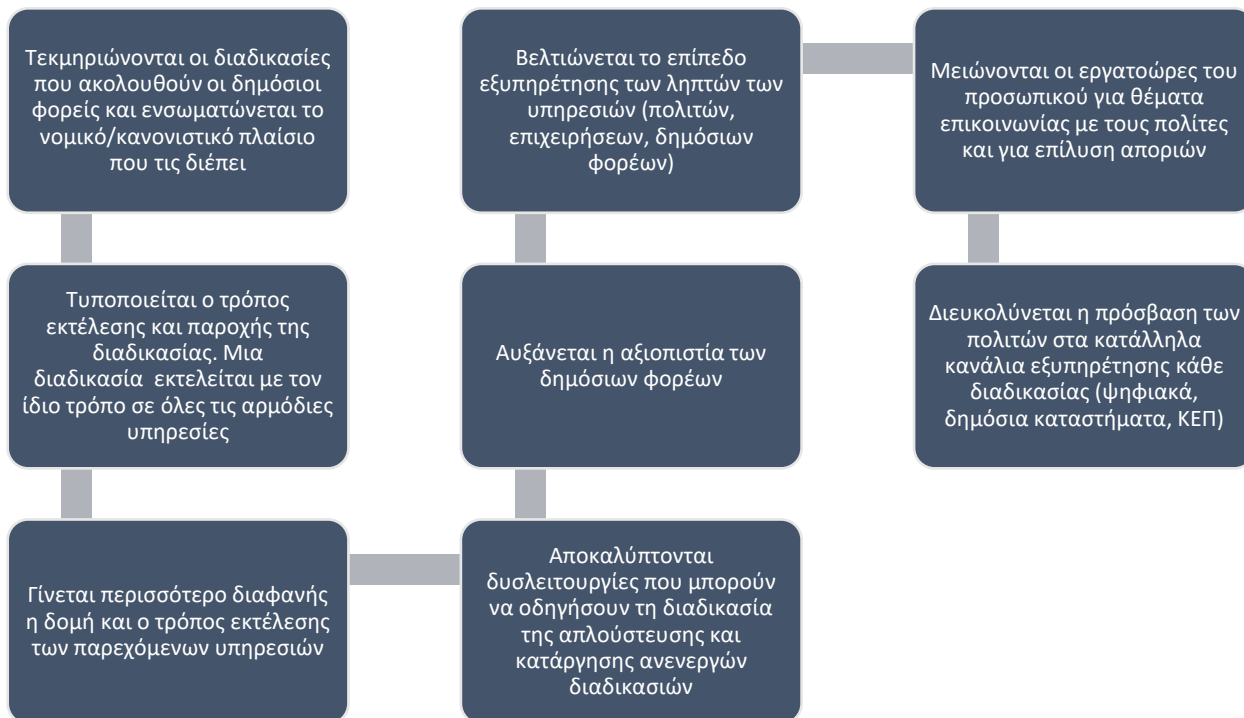 Τεκμηριώνονται οι διαδικασίες
που ακολουθούν οι δημόσιοι
φορείς και ενσωματώνεται το
νομικό/κανονιστικό πλαίσιο
που τις διέπει
Τυποποιείται ο τρόπος
εκτέλεσης και παροχής της
διαδικασίας. Μια
διαδικασία εκτελείται με τον
ίδιο τρόπο σε όλες τις αρμόδιες
υπηρεσίες
Γίνεται περισσότερο διαφανής
η δομή και ο τρόπος εκτέλεσης
των παρεχόμενων υπηρεσιών
Αποκαλύπτονται
δυσλειτουργίες που μπορούν
να οδηγήσουν τη διαδικασία
της απλούστευσης και
κατάργησης ανενεργών
διαδικασιών
Αυξάνεται η αξιοπιστία των
δημόσιων φορέων
Βελτιώνεται το επίπεδο
εξυπηρέτησης των ληπτών των
υπηρεσιών (πολιτών,
επιχειρήσεων, δημόσιων
φορέων)
Μειώνονται οι εργατοώρες του
προσωπικού για θέματα
επικοινωνίας με τους πολίτες
και για επίλυση αποριών
Διευκολύνεται η πρόσβαση των
πολιτών στα κατάλληλα
κανάλια εξυπηρέτησης κάθε
διαδικασίας (ψηφιακά,
δημόσια καταστήματα, ΚΕΠ)